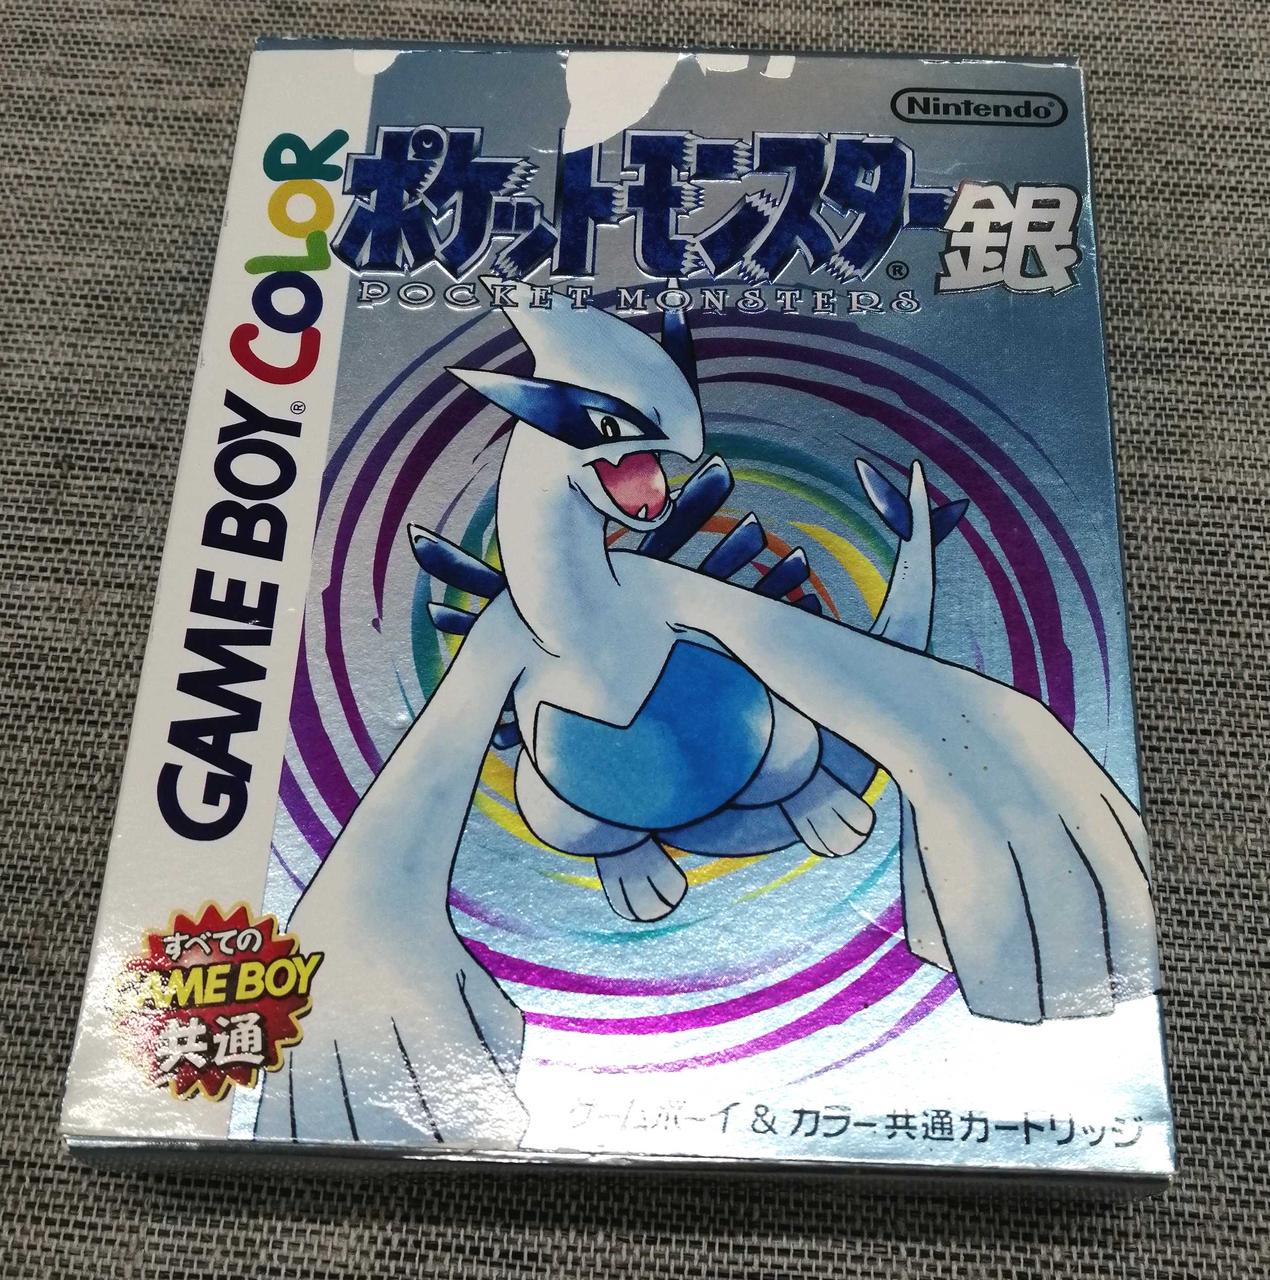 Nintendo®
ポケットモンスター®銀
POCKET MONSTERS
GAME BOY® COLOR
すべての
GAME BOY
共通
ゲームボーイ&カラー共通カートリッジ